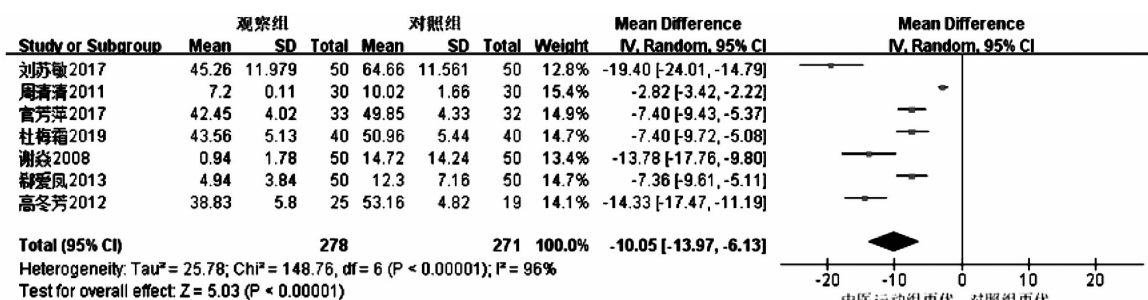 观察组 对照组 Mean Difference Mean Difference
Study or Subgroup Mean SD Total Mean SD Total Weight IV, Random, 95% CI IV, Random, 95% CI
刘苏敏2017 45.26 11.979 50 64.66 11.561 50 12.8% -19.40 [-24.01, -14.79]
周清清2011 7.2 0.11 30 10.02 1.66 30 15.4% -2.82 [-3.42, -2.22]
官芳萍2017 42.45 4.02 33 49.85 4.33 32 14.9% -7.40 [-9.43, -5.37]
杜梅霜2019 43.56 5.13 40 50.96 5.44 40 14.7% -7.40 [-9.72, -5.08]
谢焱2008 0.94 1.78 50 14.72 14.24 50 13.4% -13.78 [-17.76, -9.80]
郗爱凤2013 4.94 3.84 50 12.3 7.16 50 14.7% -7.36 [-9.61, -5.11]
高冬芳2012 38.83 5.8 25 53.16 4.82 19 14.1% -14.33 [-17.47, -11.19]
Total (95% CI) 278 271 100.0% -10.05 [-13.97, -6.13]
Heterogeneity: Tau² = 25.78; Chi² = 148.76, df = 6 (P < 0.00001); I² = 96%
Test for overall effect: Z = 5.03 (P < 0.00001)
-20 -10 0 10 20